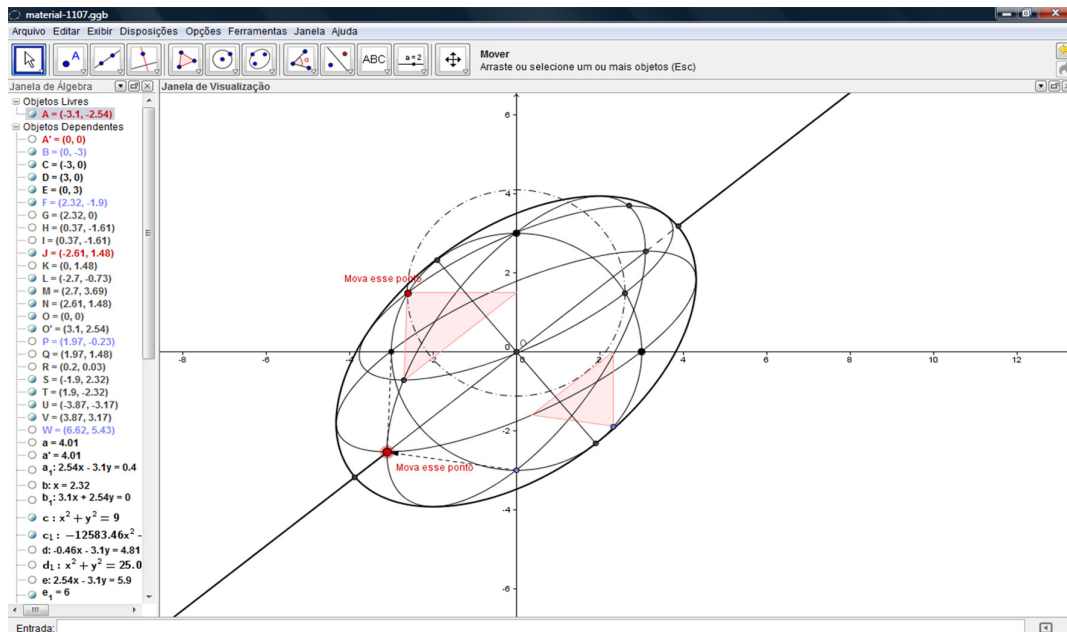 material-1107.ggb
Arquivo Editar Exibir Disposições Opções Ferramentas Janela Ajuda
A
ABC
a=2
Mover
Arraste ou selecione um ou mais objetos (Esc)
Janela de Álgebra
Janela de Visualização
Objetos Livres
A = (-3.1, -2.54)
Objetos Dependentes
A' = (0, 0)
B = (0, -3)
C = (-3, 0)
D = (3, 0)
E = (0, 3)
F = (2.32, -1.9)
G = (2.32, 0)
H = (0.37, -1.61)
I = (0.37, -1.61)
J = (-2.61, 1.48)
K = (0, 1.48)
L = (-2.7, -0.73)
M = (2.7, 3.69)
N = (2.61, 1.48)
O = (0, 0)
O' = (3.1, 2.54)
P = (1.97, -0.23)
Q = (1.97, 1.48)
R = (0.2, 0.03)
S = (-1.9, 2.32)
T = (1.9, -2.32)
U = (-3.87, -3.17)
V = (3.87, 3.17)
W = (6.62, 5.43)
a = 4.01
a' = 4.01
a₁: 2.54x - 3.1y = 0.4
b: x = 2.32
b₁: 3.1x + 2.54y = 0
c : x² + y² = 9
c₁ : −12583.46x² -
d: -0.46x - 3.1y = 4.81
d₁ : x² + y² = 25.0
e: 2.54x - 3.1y = 5.9
e₁ = 6
6
4
2
0
-2
-4
-6
-8 -6 -4 -2 0 2 4 6 8 10 12
O
Mova esse ponto
Mova esse ponto
Entrada: